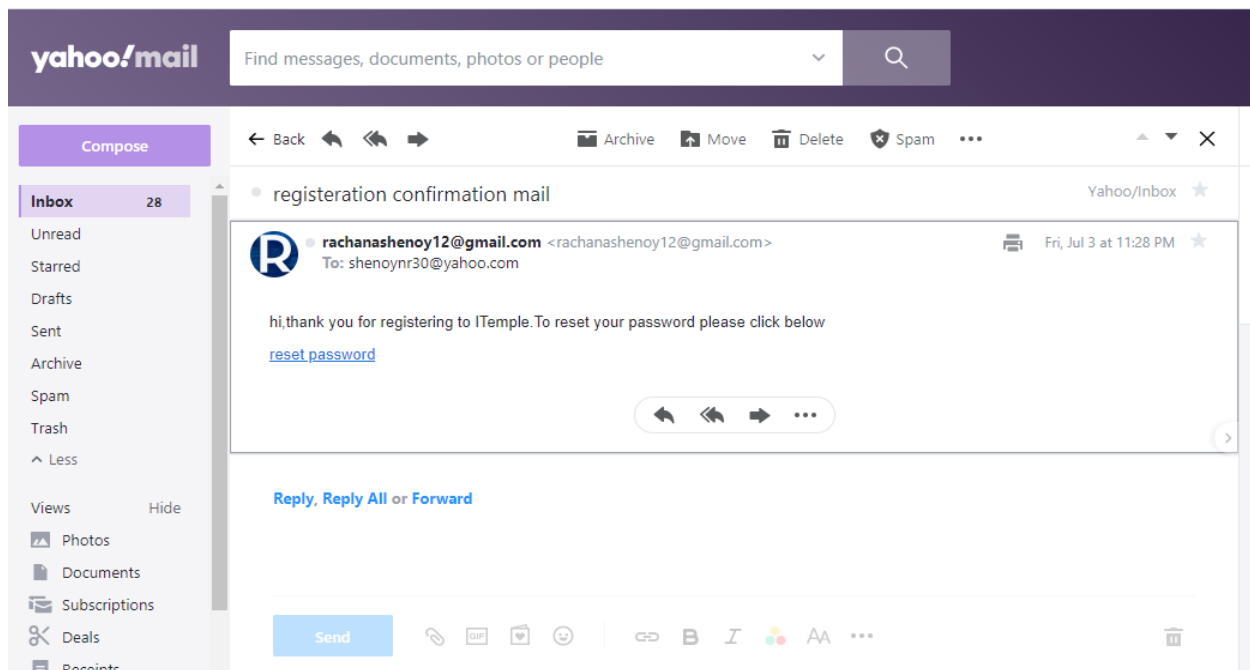 yahoo!mail
Find messages, documents, photos or people
Compose
Back Archive Move Delete Spam
Inbox 28
Unread
Starred
Drafts
Sent
Archive
Spam
Trash
Less
Views Hide
Photos
Documents
Subscriptions
Deals
Receipts
registeration confirmation mail Yahoo/Inbox
R
rachanashenoy12@gmail.com <rachanashenoy12@gmail.com> Fri, Jul 3 at 11:28 PM
To: shenoynr30@yahoo.com
hi,thank you for registering to ITemple.To reset your password please click below
reset password
Reply, Reply All or Forward
Send GIF B I AA